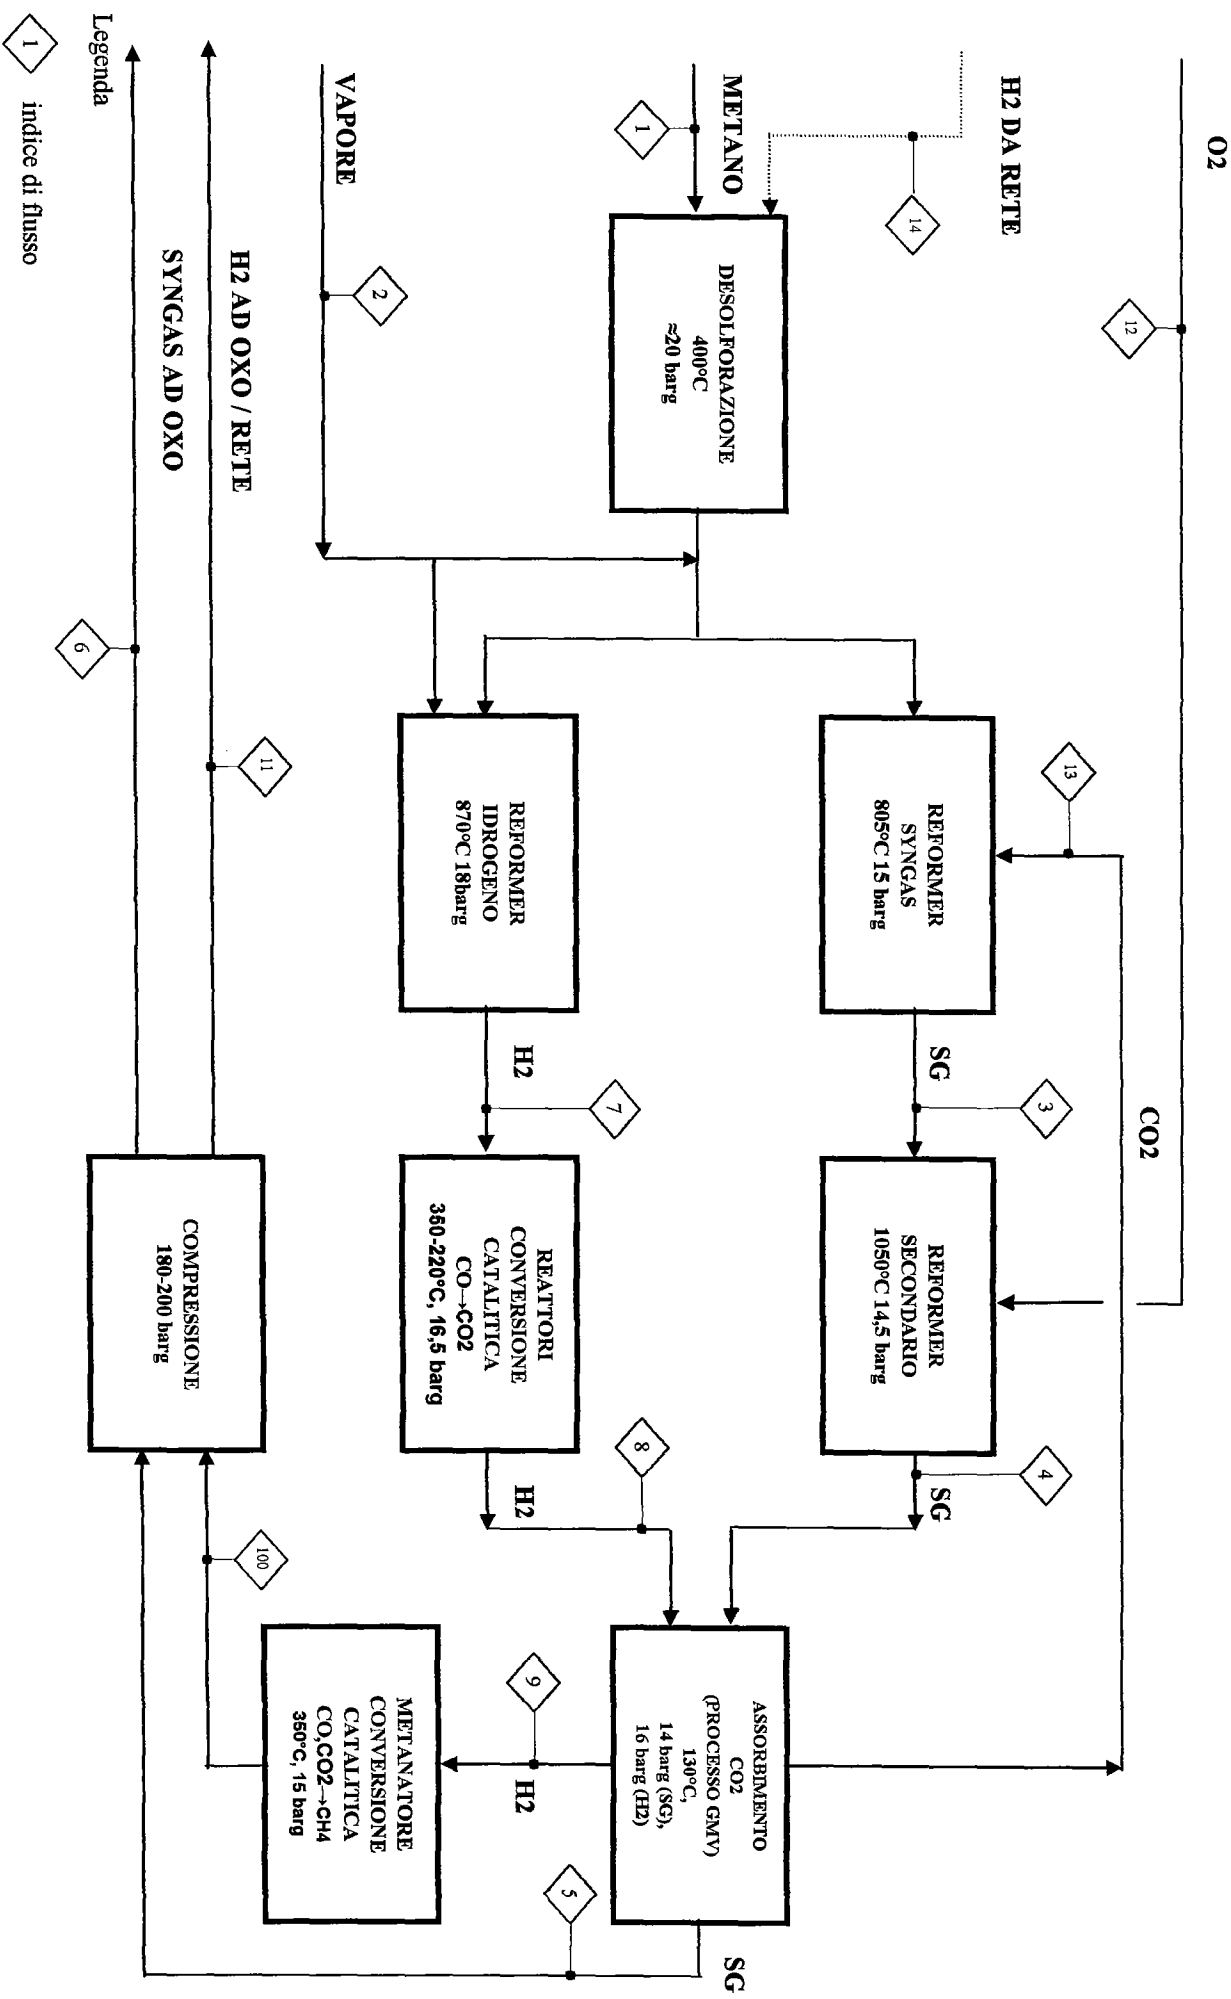 O2
12
H2 DA RETE
14
METANO
1
VAPORE
2
DESOLFORAZIONE
400°C
≈20 barg
CO2
13
REFORMER
SYNGAS
805°C 15 barg
SG
3
REFORMER
SECONDARIO
1050°C 14,5 barg
4
SG
REFORMER
IDROGENO
870°C 18barg
H2
7
REATTORI
CONVERSIONE
CATALITICA
CO→CO2
350-220°C, 16,5 barg
H2
8
ASSORBIMENTO
CO2
(PROCESSO GMV)
130°C,
14 barg (SG),
16 barg (H2)
SG
5
H2
9
METANATORE
CONVERSIONE
CATALITICA
CO,CO2→CH4
350°C, 15 barg
100
COMPRESSIONE
180-200 barg
H2 AD OXO / RETE
11
SYNGAS AD OXO
6
Legenda
1 indice di flusso